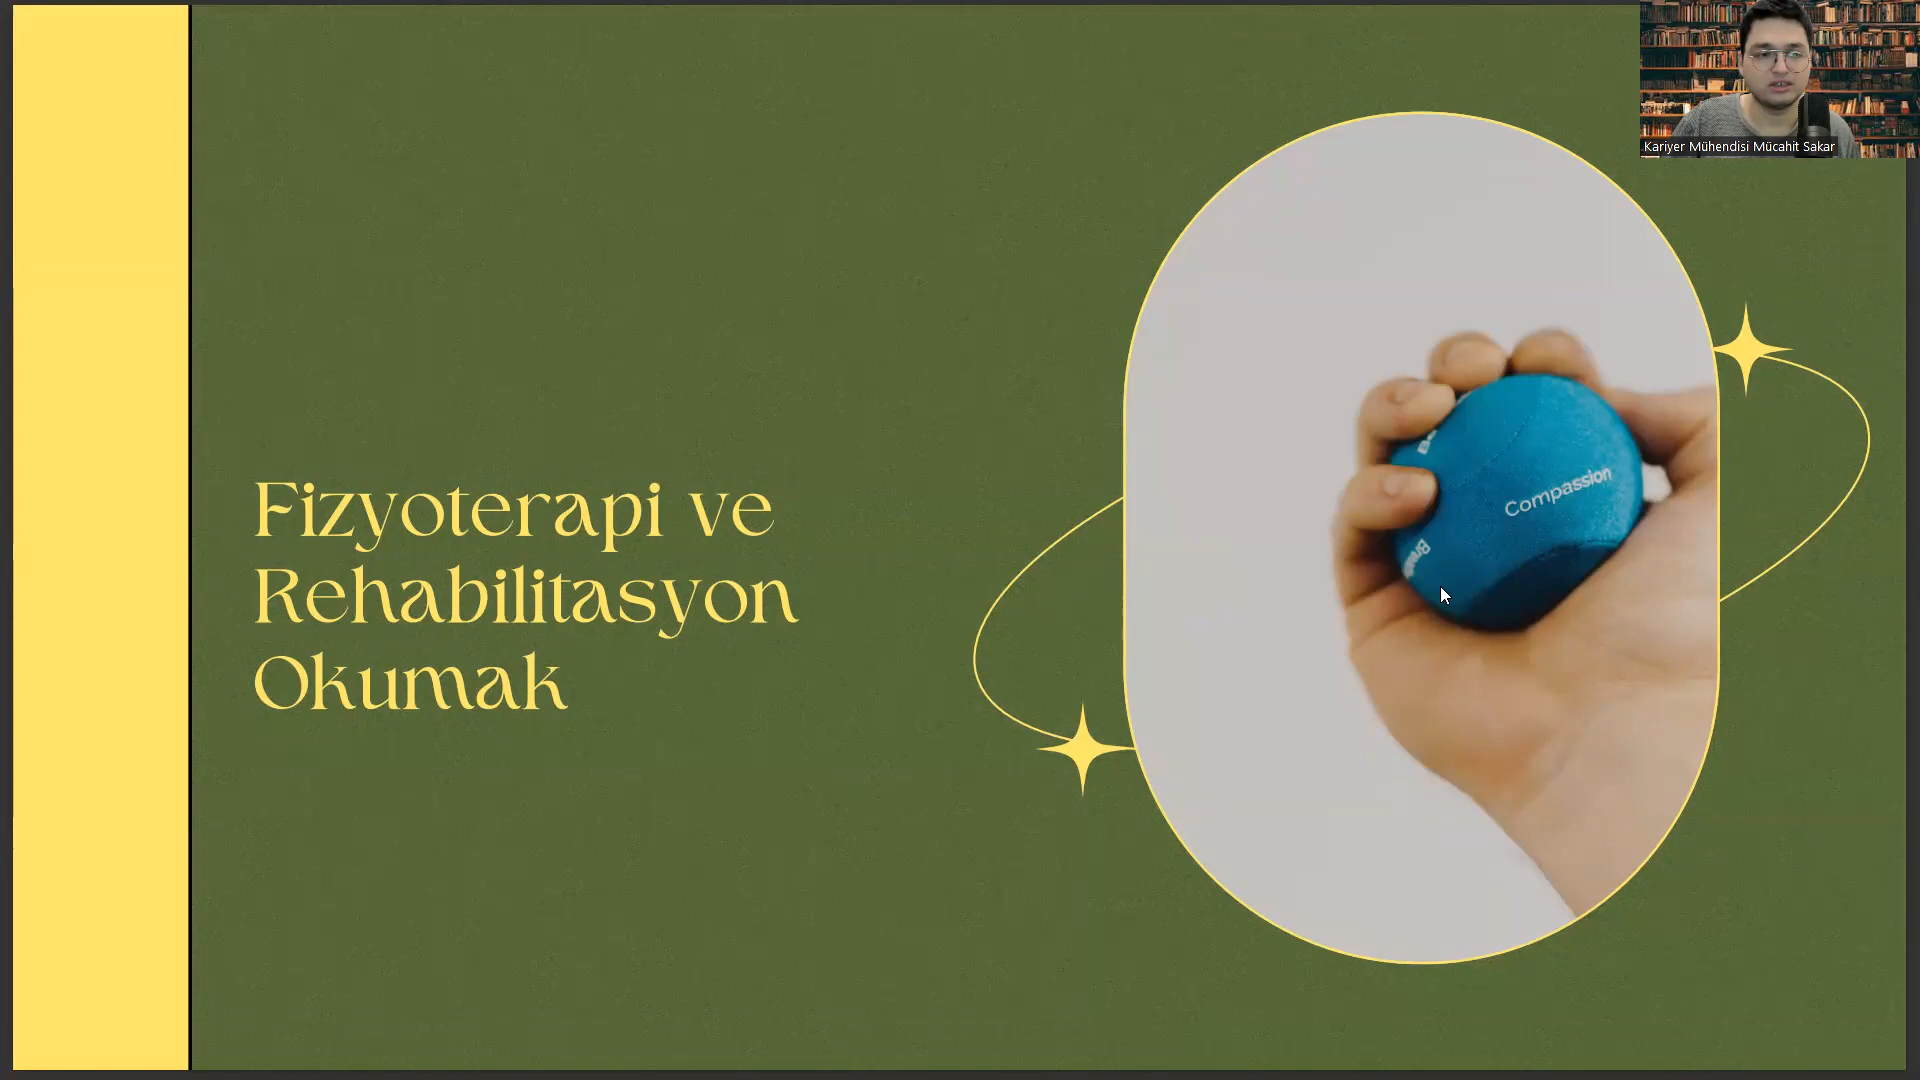 Kariyer Mühendisi Mücahit Sakar
Fizyoterapi ve
Rehabilitasyon
Okumak
Compassion